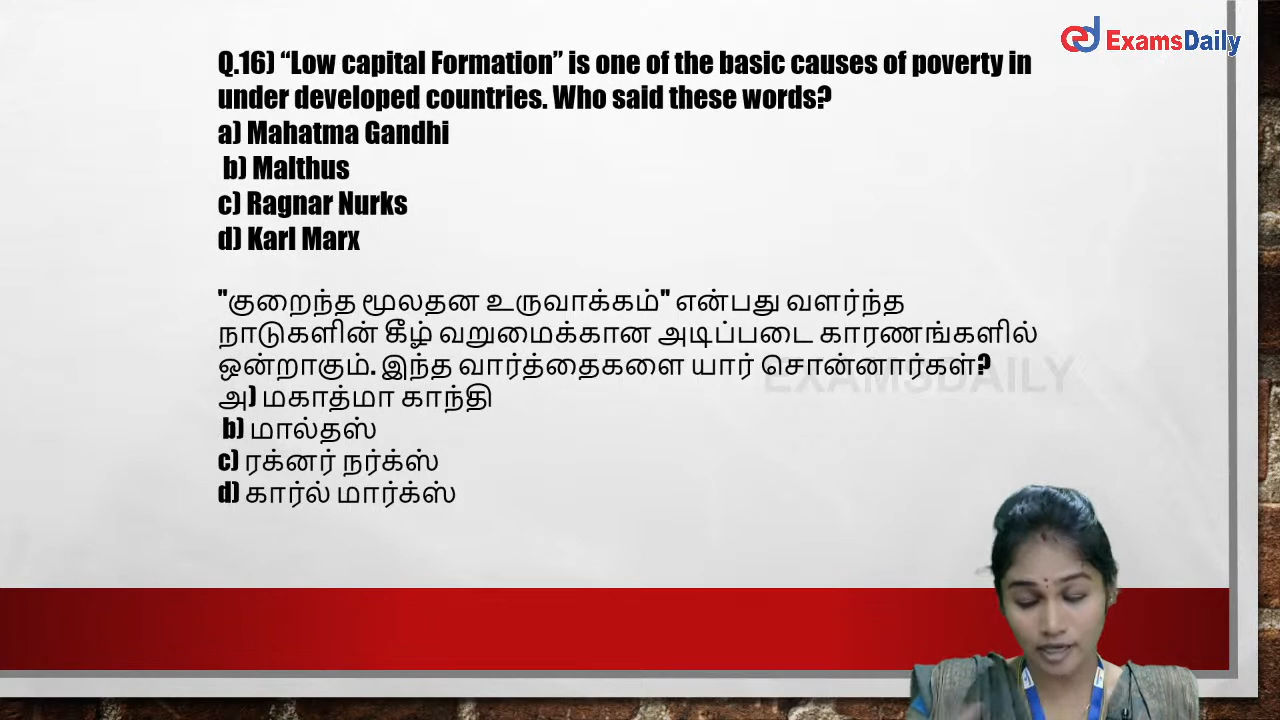 ExamsDaily
Q.16) “Low capital Formation” is one of the basic causes of poverty in
under developed countries. Who said these words?
a) Mahatma Gandhi
b) Malthus
c) Ragnar Nurks
d) Karl Marx
"குறைந்த மூலதன உருவாக்கம்" என்பது வளர்ந்த
நாடுகளின் கீழ் வறுமைக்கான அடிப்படை காரணங்களில்
ஒன்றாகும். இந்த வார்த்தைகளை யார் சொன்னார்கள்?
EXAMSDAILY
அ) மகாத்மா காந்தி
b) மால்தஸ்
c) ரக்னர் நர்க்ஸ்
d) கார்ல் மார்க்ஸ்